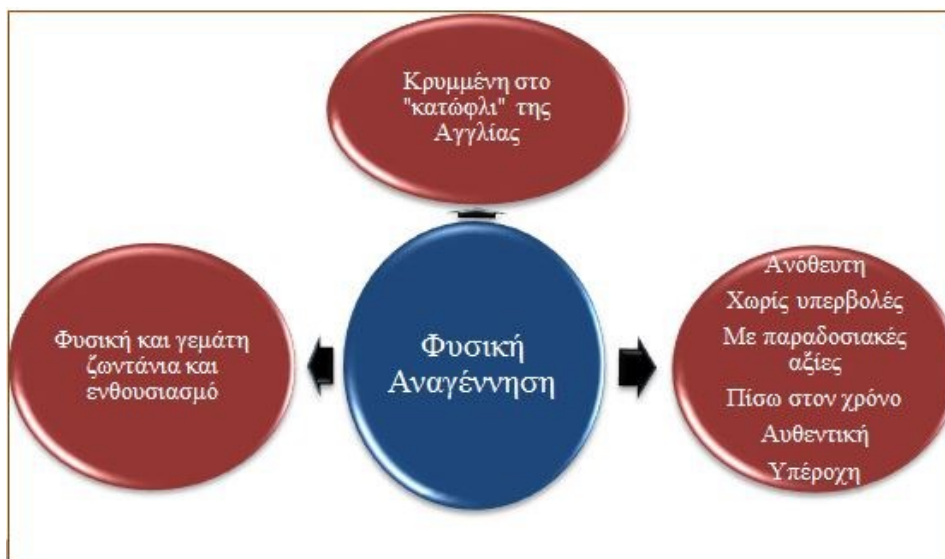 Κρυμμένη στο
"κατώφλι" της
Αγγλίας
Φυσική και γεμάτη
ζωντάνια και
ενθουσιασμό
Φυσική
Αναγέννηση
Ανόθευτη
Χωρίς υπερβολές
Με παραδοσιακές
αξίες
Πίσω στον χρόνο
Αυθεντική
Υπέροχη